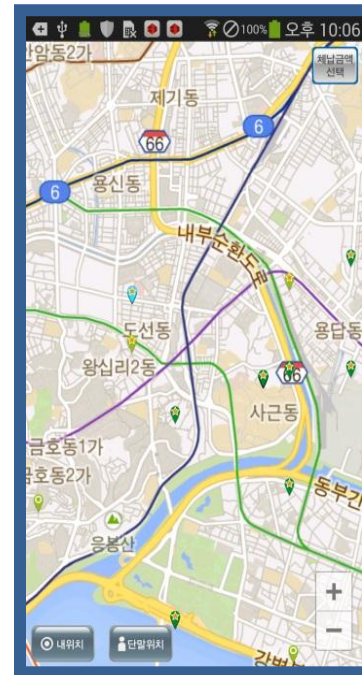 100% 오후 10:06
안암동2가
체납금액
선택
제기동
66
6
6
용신동
내부순환도로
도선동
용답동
왕십리2동
66
사근동
금호동1가
금호동2가
동부간
응봉산
+
−
내위치
단말위치
강변북